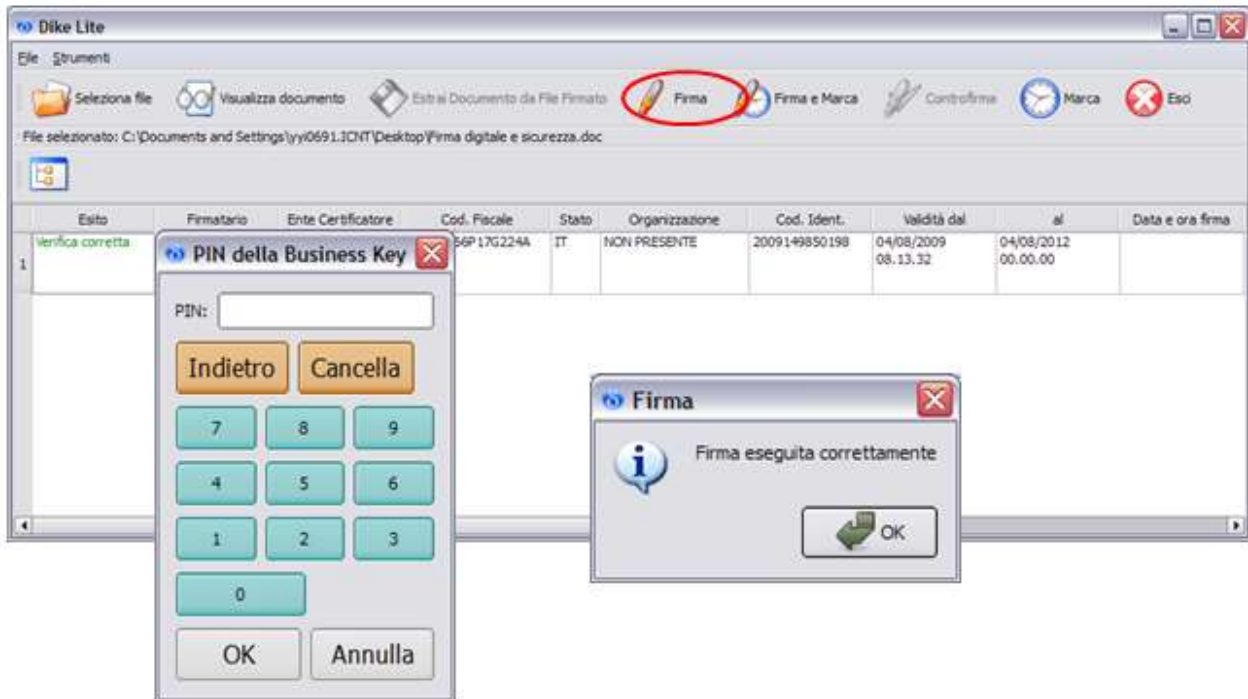 Dike Lite
File Strumenti
Seleziona file Visualizza documento Estrai Documento da File Firmato Firma Firma e Marca Controfirma Marca Esci
File selezionato: C:\Documents and Settings\yyi0691.ICNT\Desktop\Firma digitale e sicurezza.doc
Esito Firmatario Ente Certificatore Cod. Fiscale Stato Organizzazione Cod. Ident. Validità dal al Data e ora firma
1 Verifica corretta 56P17G224A IT NON PRESENTE 2009149850198 04/08/2009 04/08/2012
08.13.32 00.00.00
PIN della Business Key
PIN:
Indietro Cancella
7 8 9
4 5 6
1 2 3
0
OK Annulla
Firma
Firma eseguita correttamente
OK